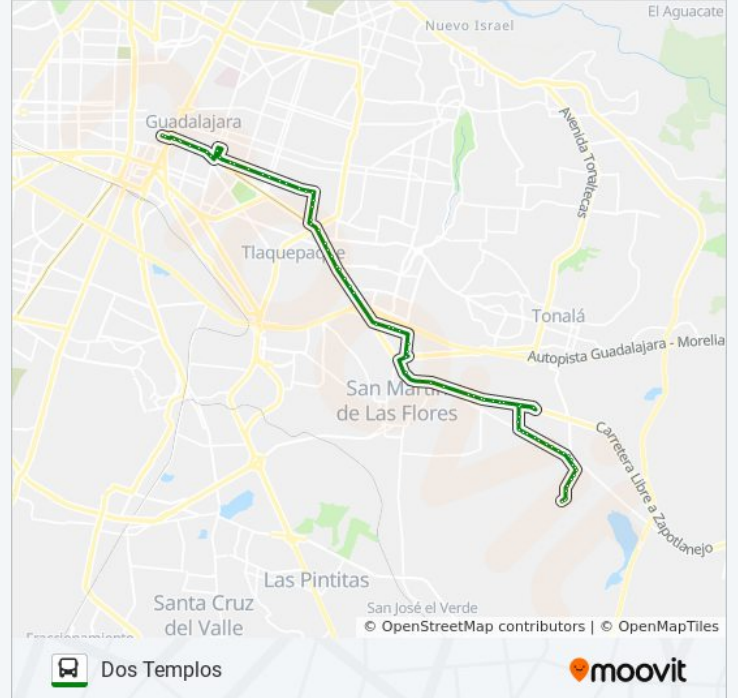 El Aguacate
Nuevo Israel
Guadalajara
Avenida Tonaltecas
Tlaquepaque
Tonalá
Autopista Guadalajara - Morelia
San Martín
de Las Flores
Carretera Libre a Zapotlanejo
Las Pintitas
Santa Cruz
del Valle
San José el Verde
Fraccionamiento
© OpenStreetMap contributors | © OpenMapTiles
Dos Templos
moovit